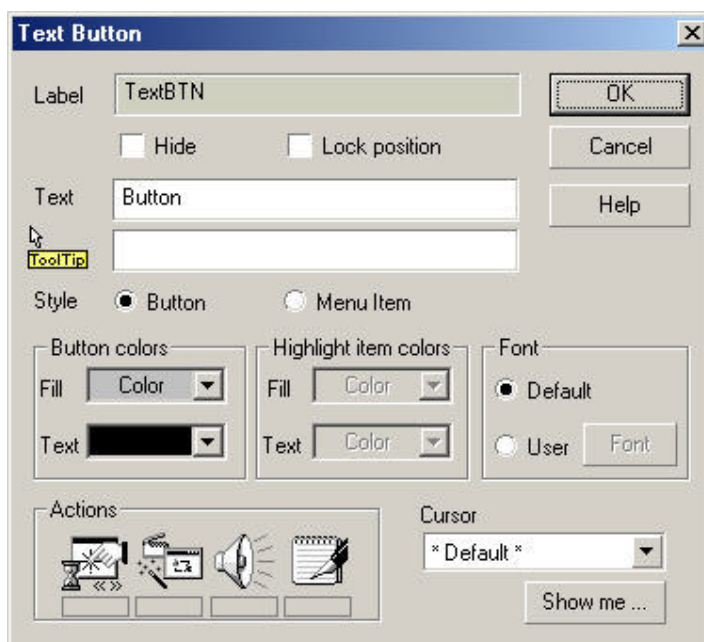 Text Button
Label TextBTN OK
Hide Lock position Cancel
Text Button Help
ToolTip
Style Button Menu Item
Button colors Highlight item colors Font
Fill Color Fill Color Default
Text Text Color User Font
Actions Cursor
* Default *
Show me ...